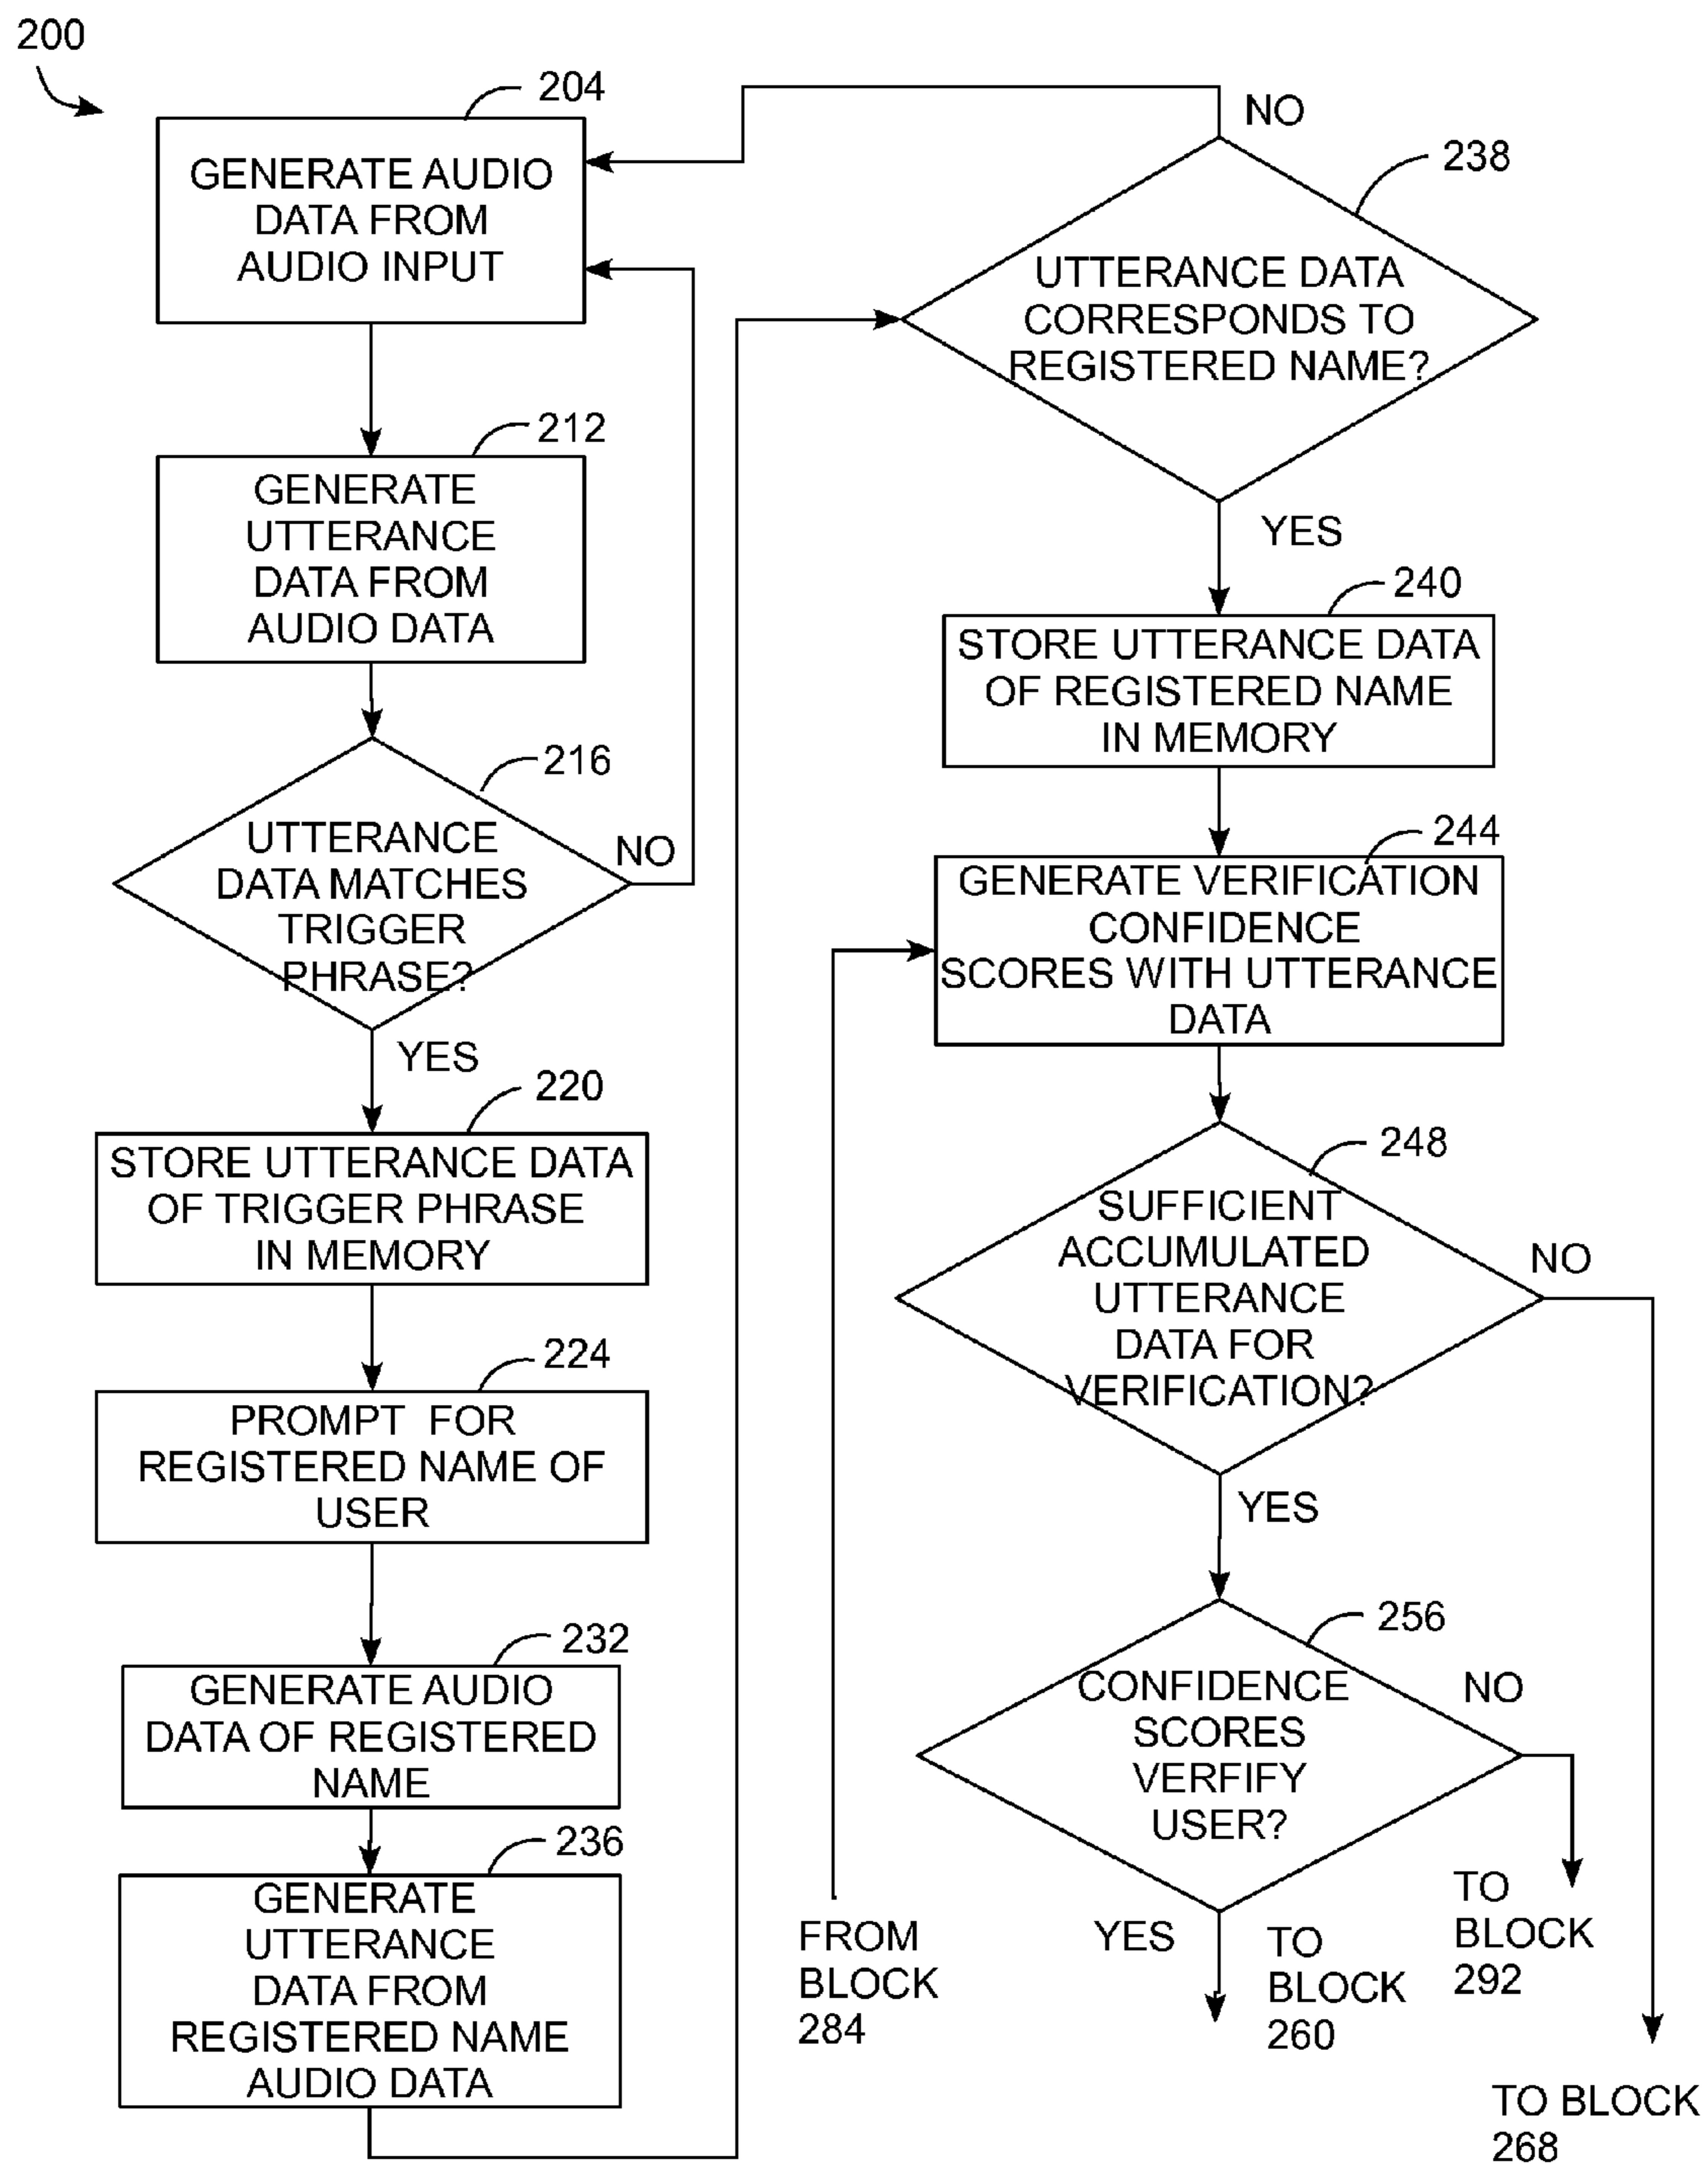 200
204
GENERATE AUDIO
DATA FROM
AUDIO INPUT
212
GENERATE
UTTERANCE
DATA FROM
AUDIO DATA
216
UTTERANCE
DATA MATCHES
TRIGGER
PHRASE?
NO
YES
220
STORE UTTERANCE DATA
OF TRIGGER PHRASE
IN MEMORY
224
PROMPT FOR
REGISTERED NAME OF
USER
232
GENERATE AUDIO
DATA OF REGISTERED
NAME
236
GENERATE
UTTERANCE
DATA FROM
REGISTERED NAME
AUDIO DATA
NO
238
UTTERANCE DATA
CORRESPONDS TO
REGISTERED NAME?
YES
240
STORE UTTERANCE DATA
OF REGISTERED NAME
IN MEMORY
244
GENERATE VERIFICATION
CONFIDENCE
SCORES WITH UTTERANCE
DATA
248
SUFFICIENT
ACCUMULATED
UTTERANCE
DATA FOR
VERIFICATION?
NO
YES
256
CONFIDENCE
SCORES
VERFIFY
USER?
NO
YES
FROM
BLOCK
284
TO
BLOCK
260
TO
BLOCK
292
TO BLOCK
268